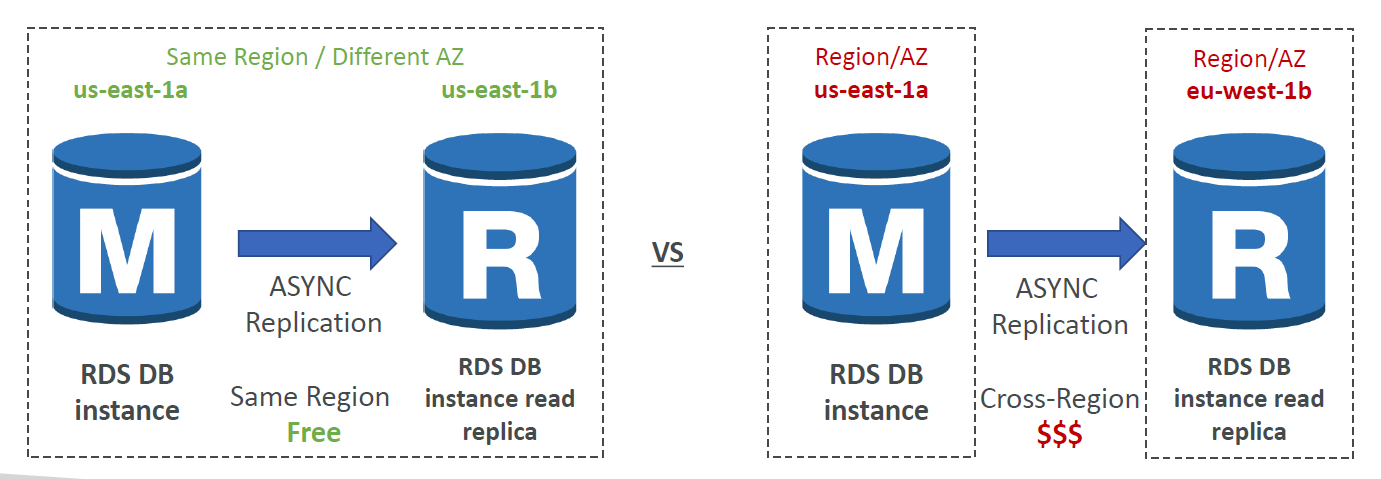 Same Region / Different AZ
us-east-1a
us-east-1b
M
R
ASYNC
Replication
RDS DB
instance
Same Region
Free
RDS DB
instance read
replica
VS
Region/AZ
us-east-1a
M
ASYNC
Replication
RDS DB
instance
Cross-Region
$$$
Region/AZ
eu-west-1b
R
RDS DB
instance read
replica